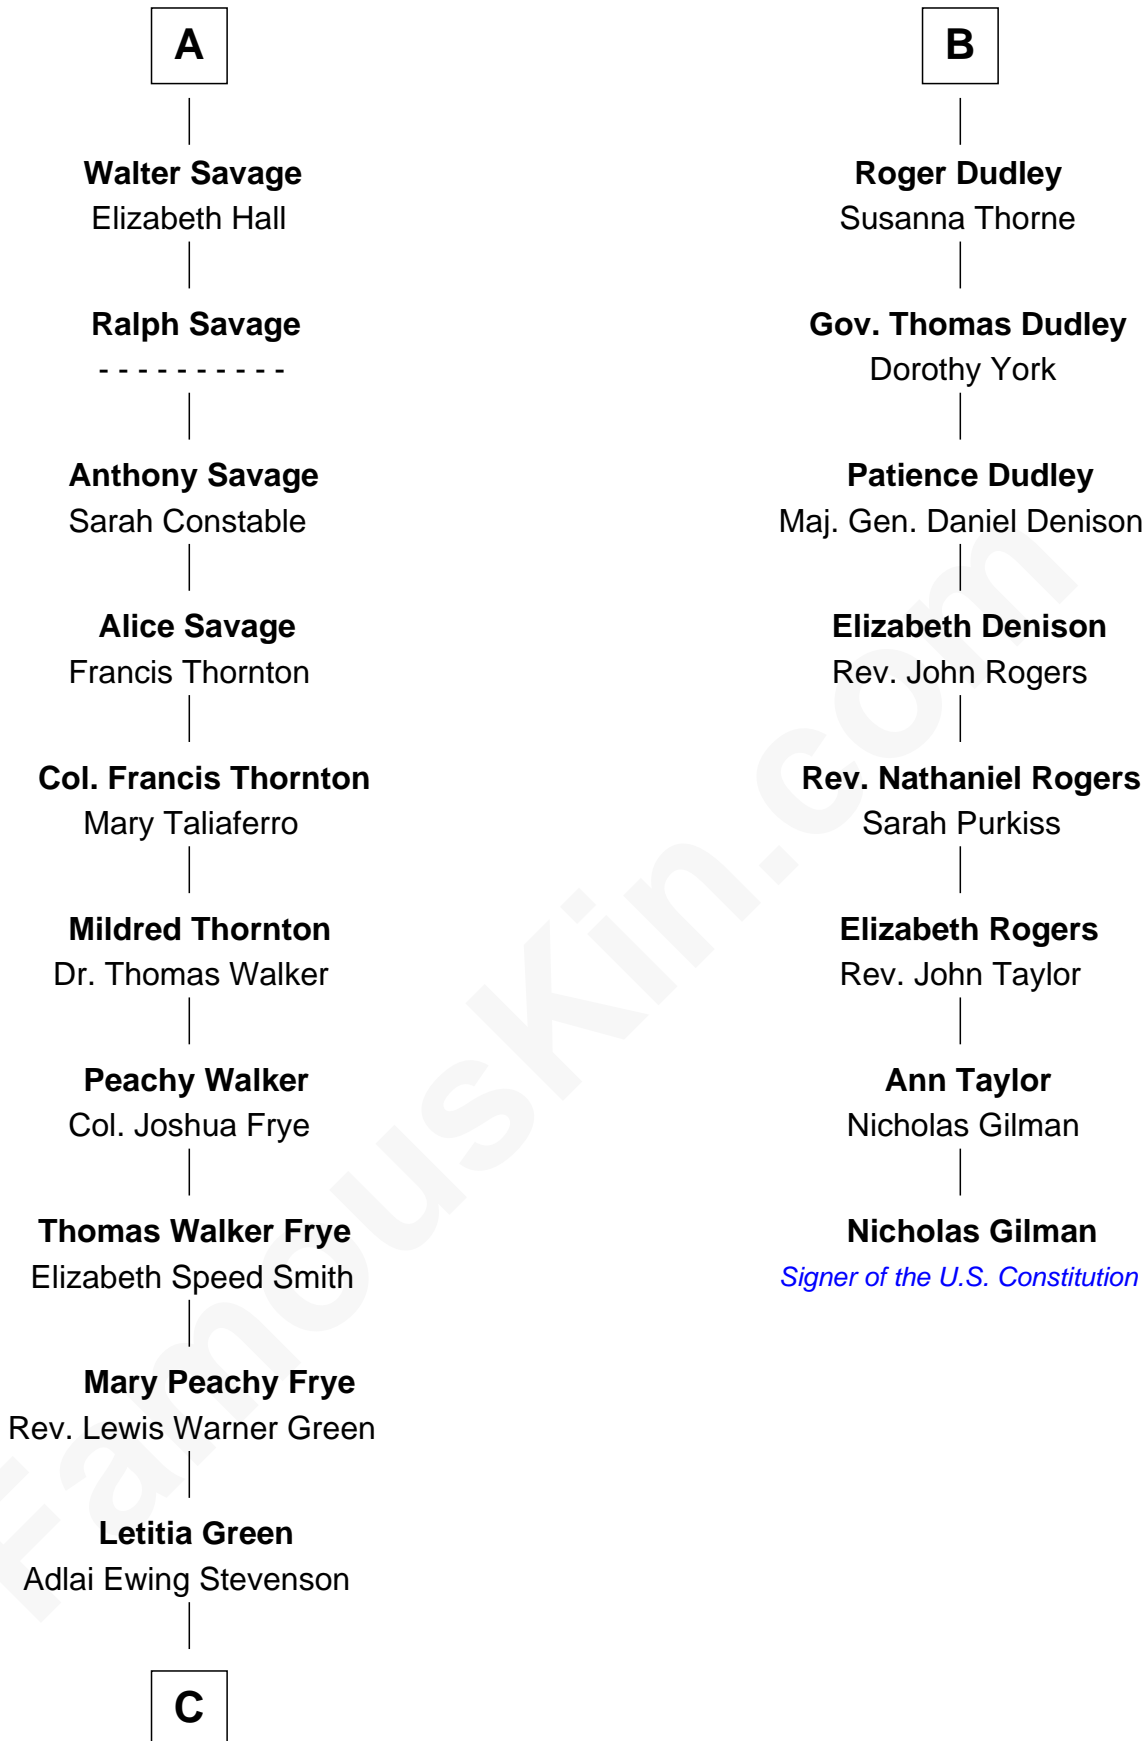 A
Walter Savage
Elizabeth Hall
Ralph Savage
- - - - - - - - - -
Anthony Savage
Sarah Constable
Alice Savage
Francis Thornton
Col. Francis Thornton
Mary Taliaferro
Mildred Thornton
Dr. Thomas Walker
Peachy Walker
Col. Joshua Frye
Thomas Walker Frye
Elizabeth Speed Smith
Mary Peachy Frye
Rev. Lewis Warner Green
Letitia Green
Adlai Ewing Stevenson
C
B
Roger Dudley
Susanna Thorne
Gov. Thomas Dudley
Dorothy York
Patience Dudley
Maj. Gen. Daniel Denison
Elizabeth Denison
Rev. John Rogers
Rev. Nathaniel Rogers
Sarah Purkiss
Elizabeth Rogers
Rev. John Taylor
Ann Taylor
Nicholas Gilman
Nicholas Gilman
Signer of the U.S. Constitution
FamousKin.com